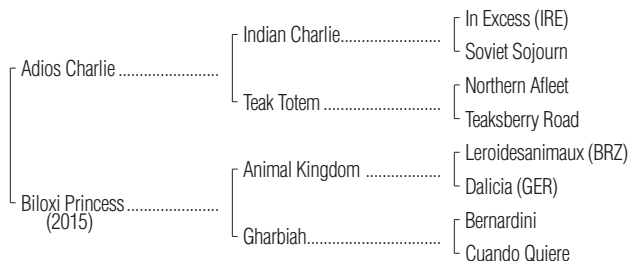 In Excess (IRE)
Indian Charlie
Soviet Sojourn
Adios Charlie
Northern Afleet
Teak Totem
Teaksberry Road
Leroidesanimaux (BRZ)
Animal Kingdom
Dalicia (GER)
Biloxi Princess
(2015)
Bernardini
Gharbiah
Cuando Quiere